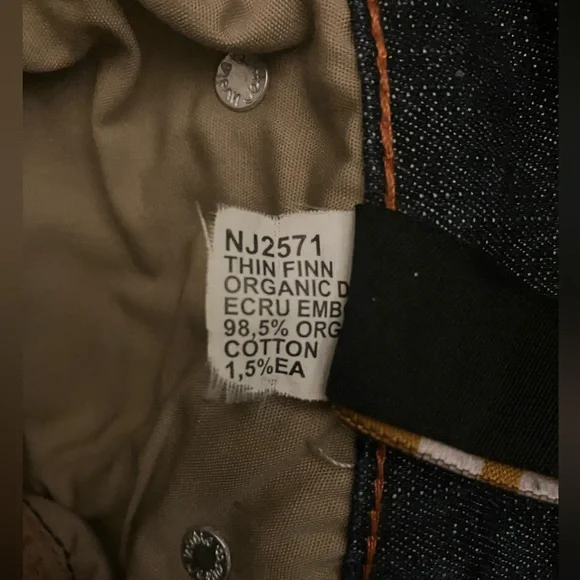 NJ2571
THIN FINN
ORGANIC D
ECRU EMB
98,5% ORG
COTTON
1,5%EA